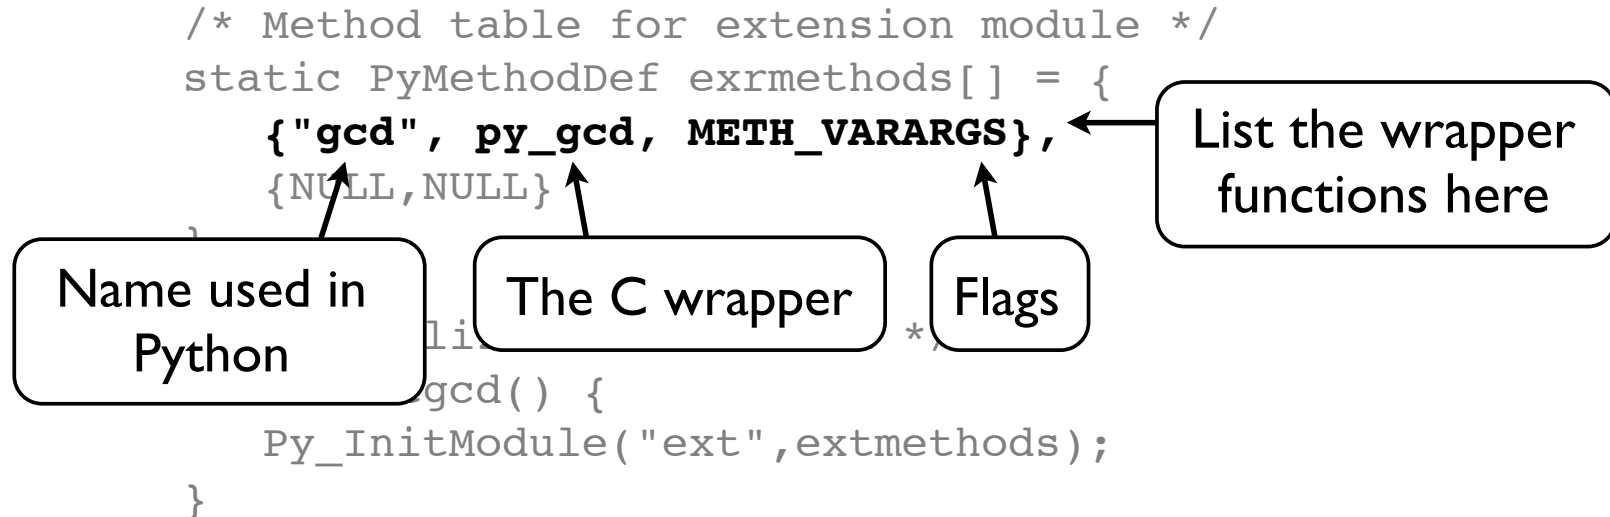 /* Method table for extension module */
static PyMethodDef exrmethods[] = {
{"gcd", py_gcd, METH_VARARGS},
{NULL,NULL}
List the wrapper
functions here
Name used in
Python
The C wrapper
Flags
gcd() {
Py_InitModule("ext",extmethods);
}